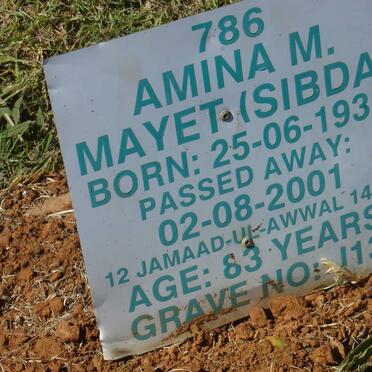 786
AMINA M.
MAYET (SIBDA
BORN: 25-06-193
PASSED AWAY:
02-08-2001
12 JAMAAD-UL-AWWAL 14
AGE: 83 YEARS
GRAVE NO: J13